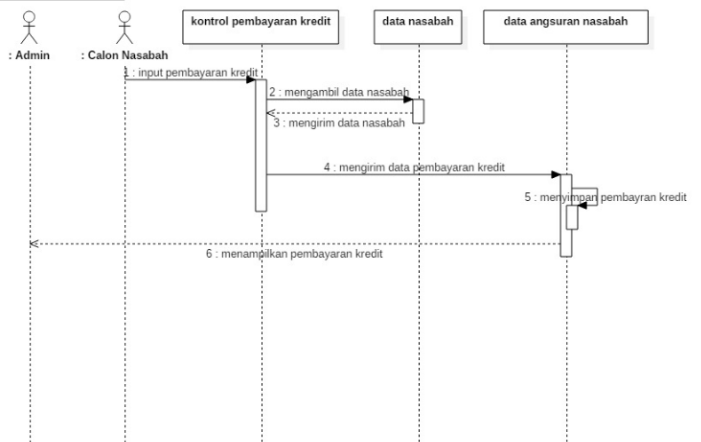 kontrol pembayaran kredit
data nasabah
data angsuran nasabah
: Admin
: Calon Nasabah
1 : input pembayaran kredit
2 : mengambil data nasabah
3 : mengirim data nasabah
4 : mengirim data pembayaran kredit
5 : menyimpan pembayran kredit
6 : menampilkan pembayaran kredit